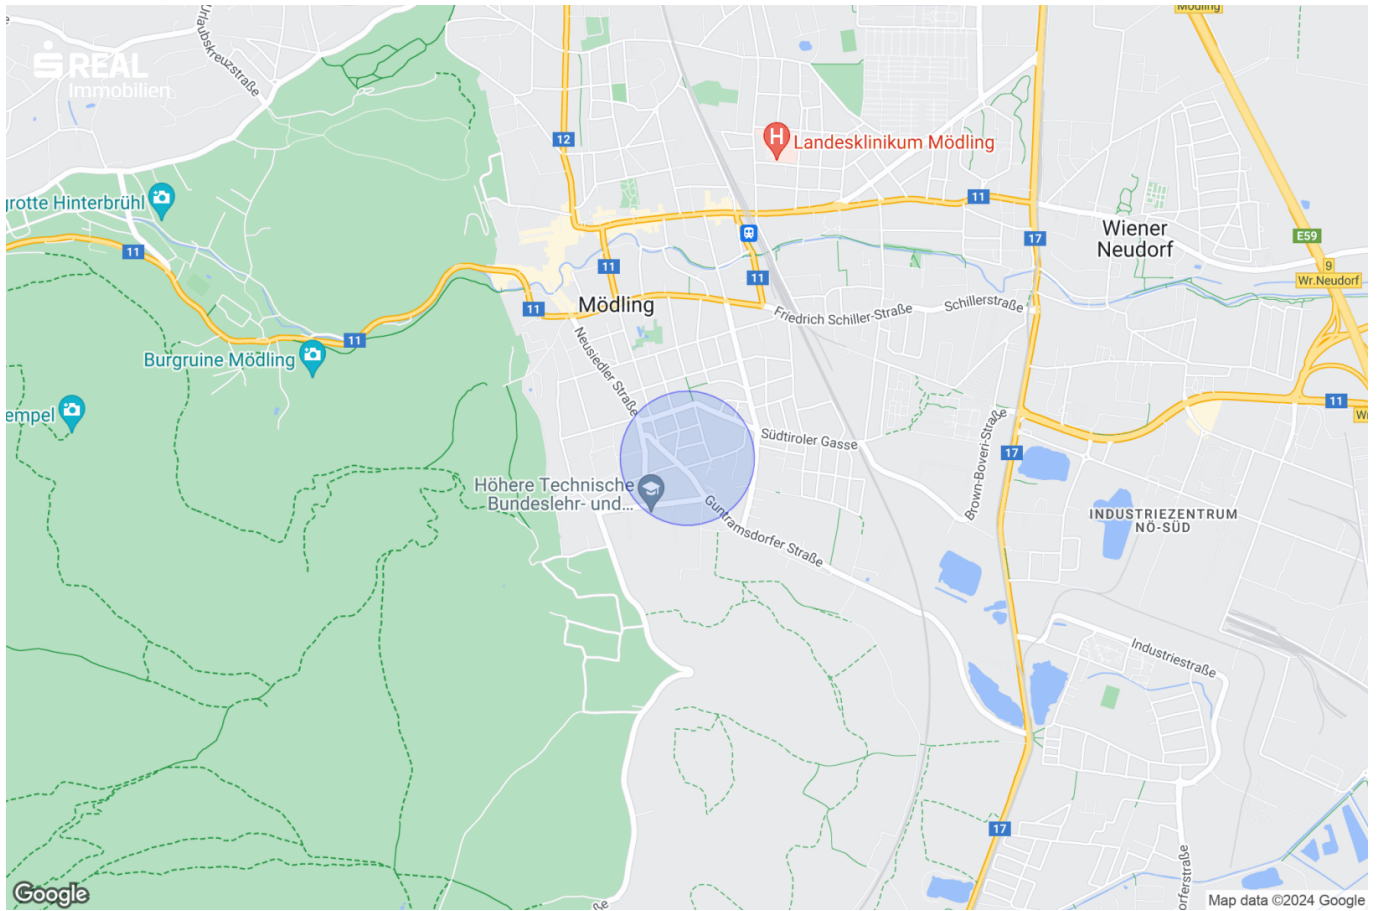 Mödling
Urlaubskreuzstraße
S REAL
Immobilien
12
H
Landesklinikum Mödling
grotte Hinterbrühl
11
17
Wiener
Neudorf
E59
9
Wr.Neudorf
11
11
11
11
Mödling
Friedrich Schiller-Straße
Schillerstraße
11
Neusiedler Straße
Burgruine Mödling
empel
11
Südtiroler Gasse
Brown-Boveri-Straße
17
Höhere Technische
Bundeslehr- und...
Guntramsdorfer Straße
INDUSTRIEZENTRUM
NÖ-SÜD
Industriestraße
17
orferstraße
Google
Map data ©2024 Google